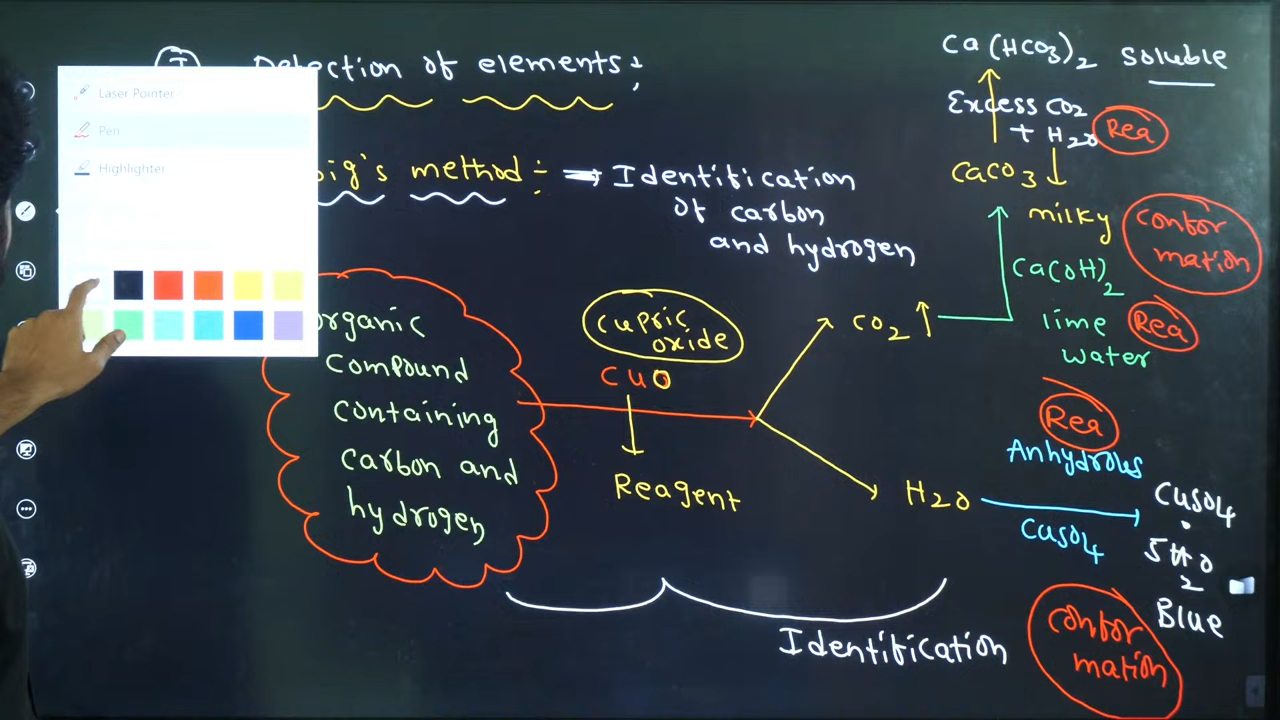 (I) Detection of elements:
Laser Pointer
Pen
Highlighter
big's method :- → Identification
of carbon
and hydrogen
organic
compound
containing
carbon and
hydrogen
cupric
oxide
CuO
Reagent
CO2 ↑
H2O
Ca(HCO3)2 soluble
Excess CO2
+ H2O Rea
CaCO3 ↓
milky
confor
mation
Ca(OH)2
lime Rea
water
Rea
Anhydrous
CuSO4
CuSO4
.
5H2O
Blue
Identification
confor
mation